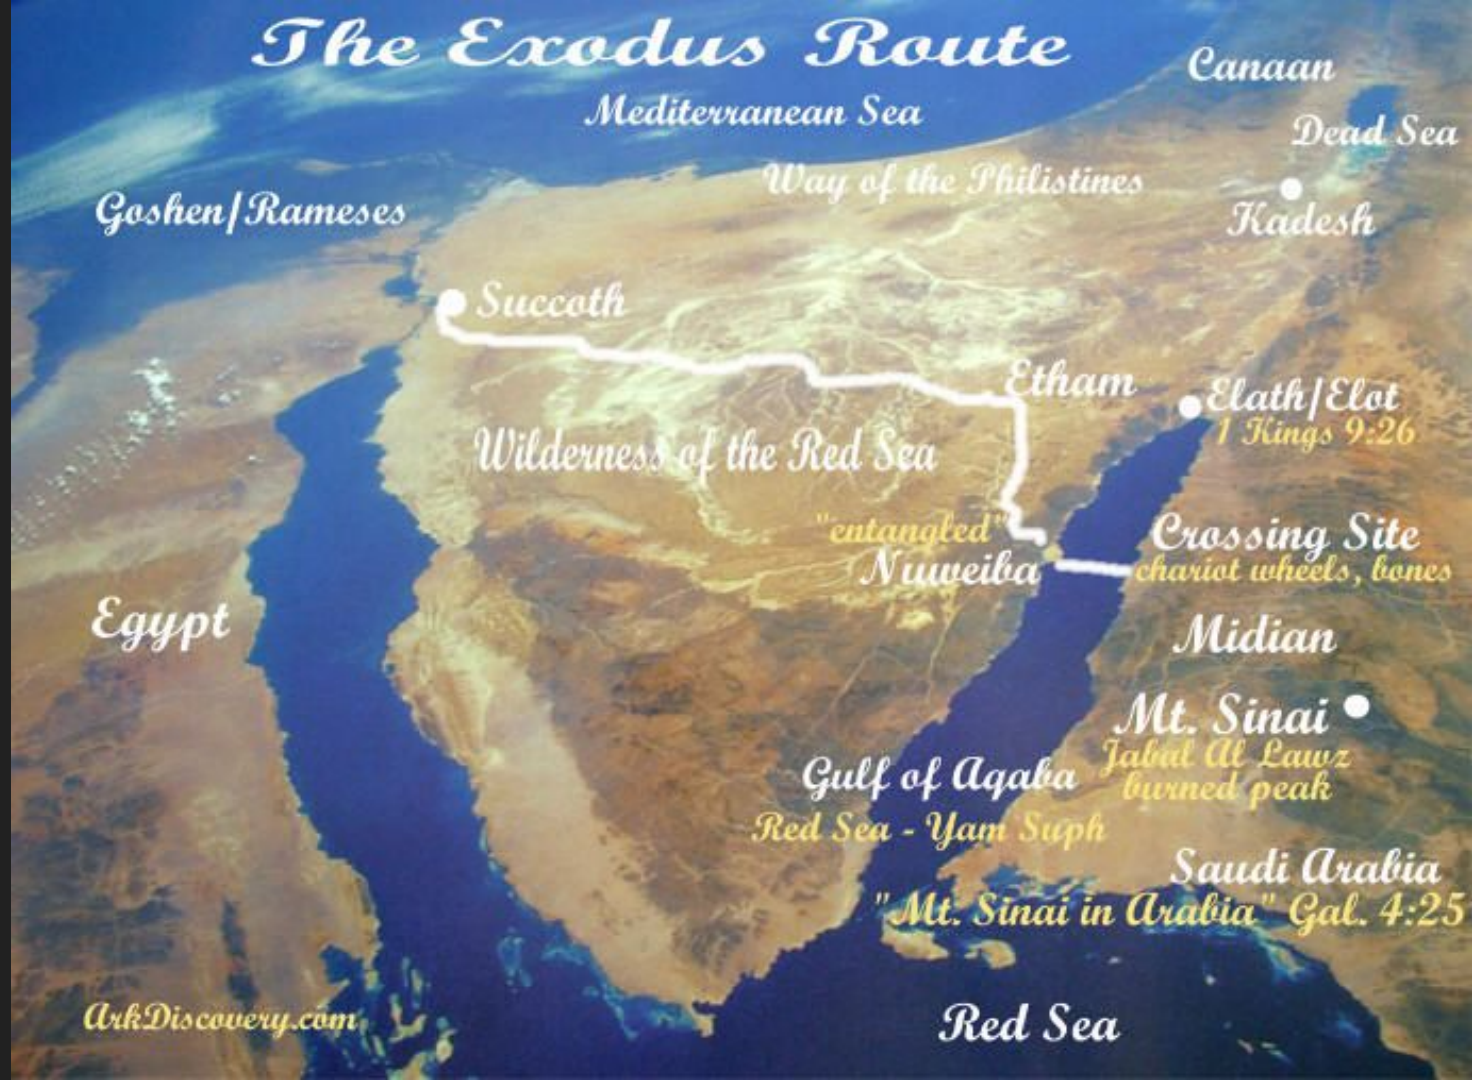 The Exodus Route
Canaan
Mediterranean Sea
Dead Sea
Way of the Philistines
Goshen/Rameses
Kadesh
Succoth
Etham
Elath/Elot
1 Kings 9:26
Wilderness of the Red Sea
"entangled"
Nuweiba
Crossing Site
chariot wheels, bones
Egypt
Midian
Mt. Sinai
Jabal Al Lawz
burned peak
Gulf of Aqaba
Red Sea - Yam Suph
Saudi Arabia
"Mt. Sinai in Arabia" Gal. 4:25
ArkDiscovery.com
Red Sea